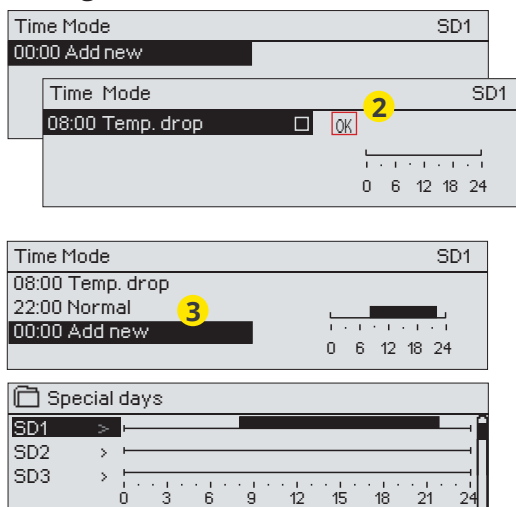 Time Mode SD1
00:00 Add new
Time Mode SD1
08:00 Temp. drop OK 2
0 6 12 18 24
Time Mode SD1
08:00 Temp. drop
22:00 Normal 3
00:00 Add new
0 6 12 18 24
Special days
SD1 >
SD2 >
SD3 >
0 3 6 9 12 15 18 21 24